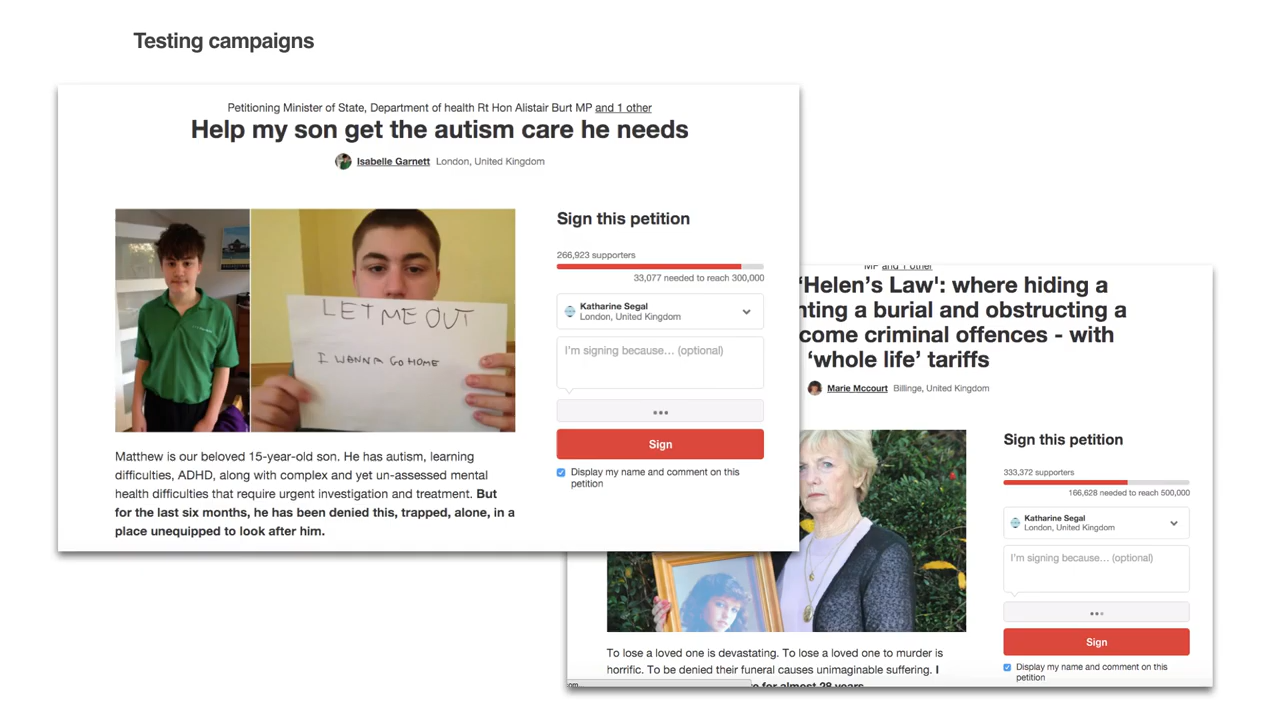 Testing campaigns
Petitioning Minister of State, Department of health Rt Hon Alistair Burt MP and 1 other
Help my son get the autism care he needs
Isabelle Garnett London, United Kingdom
LET ME OUT
I WANNA GO HOME
Sign this petition
266,923 supporters
33,077 needed to reach 300,000
Katharine Segal
London, United Kingdom
I'm signing because… (optional)
Sign
Display my name and comment on this
petition
Matthew is our beloved 15-year-old son. He has autism, learning
difficulties, ADHD, along with complex and yet un-assessed mental
health difficulties that require urgent investigation and treatment. But
for the last six months, he has been denied this, trapped, alone, in a
place unequipped to look after him.
MP and 1 other
'Helen's Law': where hiding a
nting a burial and obstructing a
come criminal offences - with
'whole life' tariffs
Marie Mccourt Billinge, United Kingdom
Sign this petition
333,372 supporters
166,628 needed to reach 500,000
Katharine Segal
London, United Kingdom
I'm signing because… (optional)
Sign
Display my name and comment on this
petition
To lose a loved one is devastating. To lose a loved one to murder is
horrific. To be denied their funeral causes unimaginable suffering. I
for almost 28 years